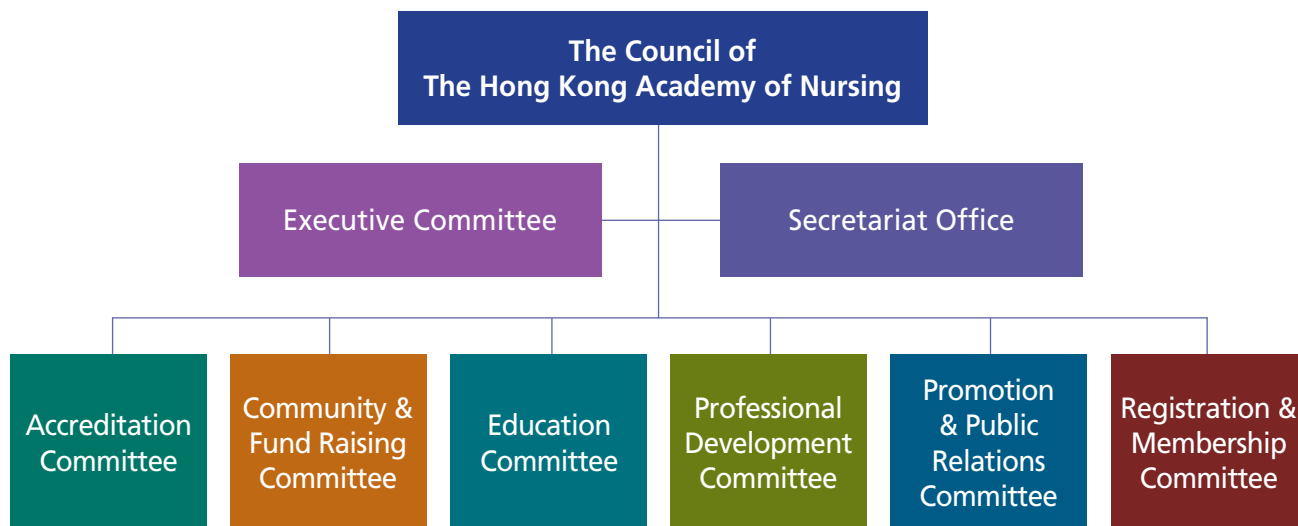 The Council of
The Hong Kong Academy of Nursing
Executive Committee
Secretariat Office
Accreditation
Committee
Community &
Fund Raising
Committee
Education
Committee
Professional
Development
Committee
Promotion
& Public
Relations
Committee
Registration &
Membership
Committee